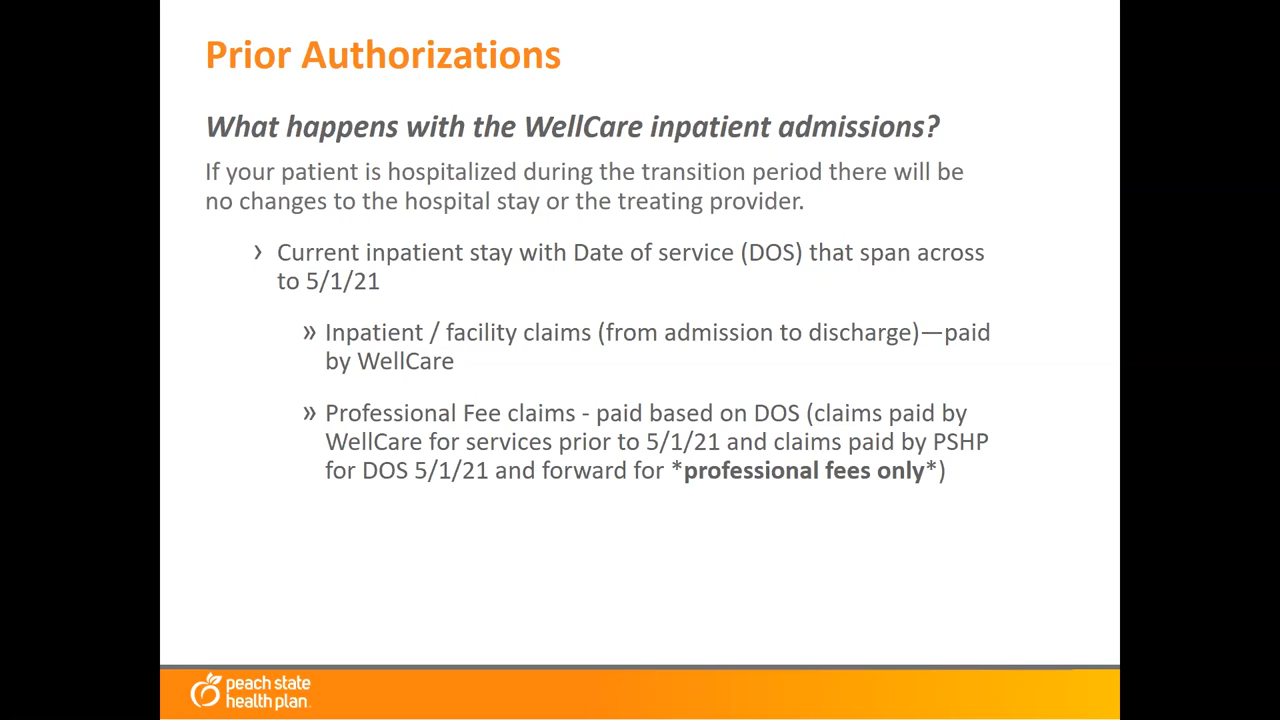 Prior Authorizations
What happens with the WellCare inpatient admissions?
If your patient is hospitalized during the transition period there will be
no changes to the hospital stay or the treating provider.
› Current inpatient stay with Date of service (DOS) that span across
to 5/1/21
» Inpatient / facility claims (from admission to discharge)—paid
by WellCare
» Professional Fee claims - paid based on DOS (claims paid by
WellCare for services prior to 5/1/21 and claims paid by PSHP
for DOS 5/1/21 and forward for *professional fees only*)
peach state
health plan.